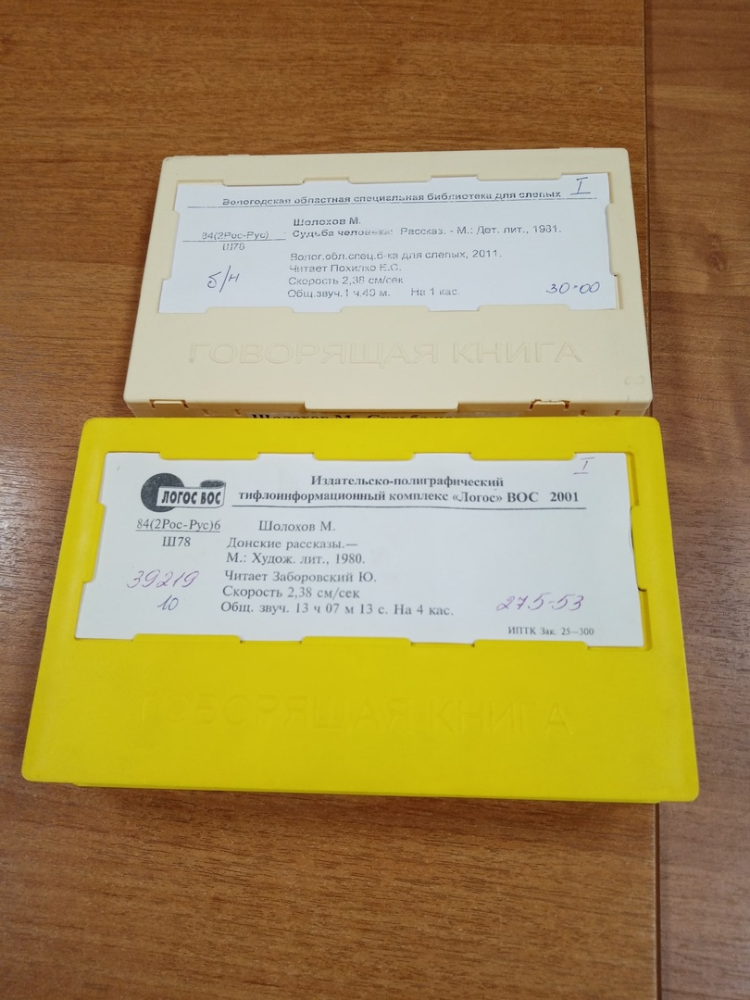 Вологодская областная специальная библиотека для слепых I
Шолохов М.
84(2Рос-Рус) Судьба человека: Рассказ. - М.: Дет. лит., 1981.
Ш78
Волог.обл.спец.б-ка для слепых, 2011.
Читает Похилко Е.С.
б/н Скорость 2,38 см/сек
Общ.звуч.1 ч.40 м. На 1 кас. 30=00
ГОВОРЯЩАЯ КНИГА
Шолохов М. Судьба
I
ЛОГОС ВОС Издательско-полиграфический
тифлоинформационный комплекс «Логос» ВОС 2001
84(2Рос-Рус)6 Шолохов М.
Ш78 Донские рассказы.—
М.: Худож. лит., 1980.
39219 Читает Заборовский Ю.
10 Скорость 2,38 см/сек
Общ. звуч. 13 ч 07 м 13 с. На 4 кас. 275-53
ИПТК Зак. 25—300
ГОВОРЯЩАЯ КНИГА